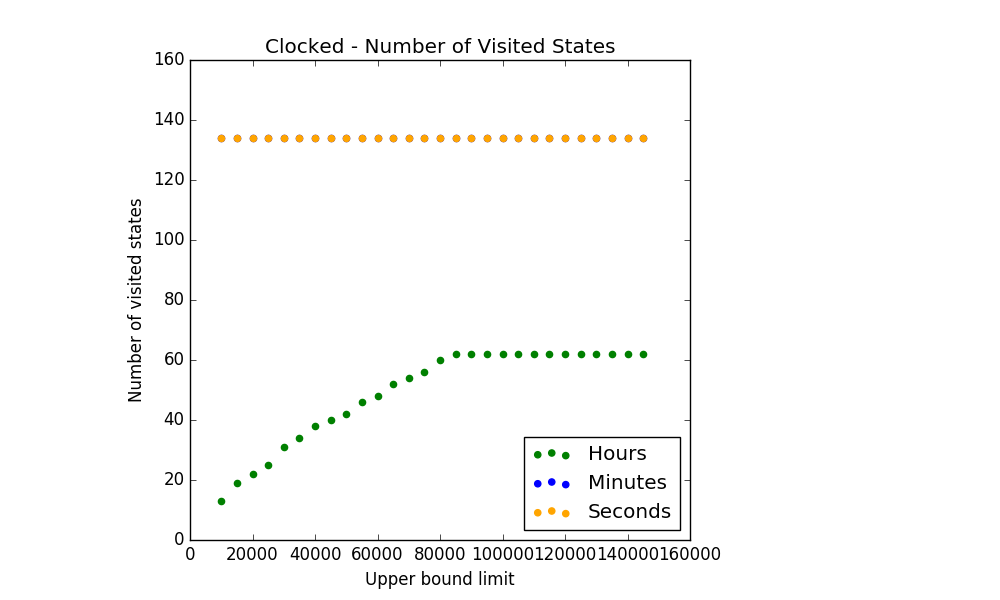 Clocked - Number of Visited States
160
140
120
100
80
60
40
20
0
Number of visited states
Hours
Minutes
Seconds
0 20000 40000 60000 80000 100000 120000 140000 160000
Upper bound limit